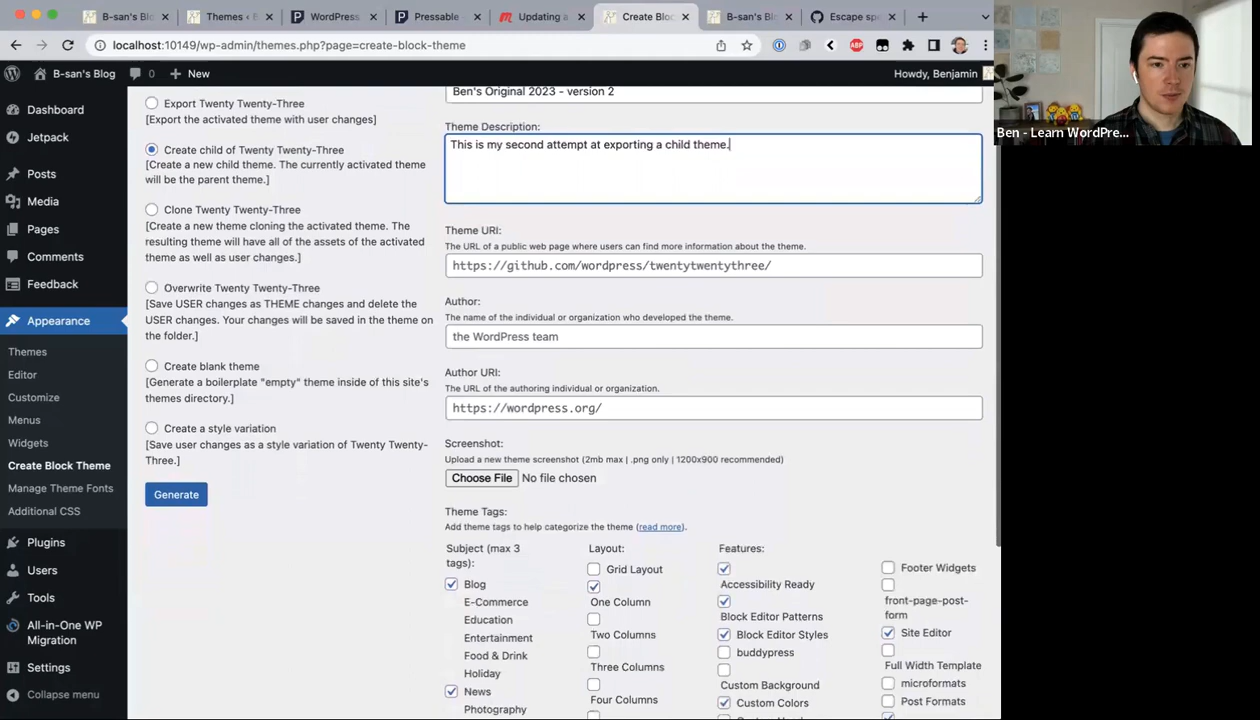 B-san's Blo
Themes ‹ B
WordPress
Pressable
Updating a
Create Bloc
B-san's Blo
Escape spe
localhost:10149/wp-admin/themes.php?page=create-block-theme
B-san's Blog
0
New
Howdy, Benjamin
Dashboard
Jetpack
Posts
Media
Pages
Comments
Feedback
Appearance
Themes
Editor
Customize
Menus
Widgets
Create Block Theme
Manage Theme Fonts
Additional CSS
Plugins
Users
Tools
All-in-One WP
Migration
Settings
Collapse menu
Export Twenty Twenty-Three
[Export the activated theme with user changes]
Create child of Twenty Twenty-Three
[Create a new child theme. The currently activated theme
will be the parent theme.]
Clone Twenty Twenty-Three
[Create a new theme cloning the activated theme. The
resulting theme will have all of the assets of the activated
theme as well as user changes.]
Overwrite Twenty Twenty-Three
[Save USER changes as THEME changes and delete the
USER changes. Your changes will be saved in the theme on
the folder.]
Create blank theme
[Generate a boilerplate "empty" theme inside of this site's
themes directory.]
Create a style variation
[Save user changes as a style variation of Twenty Twenty-
Three.]
Generate
Ben's Original 2023 - version 2
Theme Description:
This is my second attempt at exporting a child theme.
Theme URI:
The URL of a public web page where users can find more information about the theme.
https://github.com/wordpress/twentytwentythree/
Author:
The name of the individual or organization who developed the theme.
the WordPress team
Author URI:
The URL of the authoring individual or organization.
https://wordpress.org/
Screenshot:
Upload a new theme screenshot (2mb max | .png only | 1200x900 recommended)
Choose File No file chosen
Theme Tags:
Add theme tags to help categorize the theme (read more).
Subject (max 3
tags):
Blog
E-Commerce
Education
Entertainment
Food & Drink
Holiday
News
Photography
Layout:
Grid Layout
One Column
Two Columns
Three Columns
Four Columns
Features:
Accessibility Ready
Block Editor Patterns
Block Editor Styles
buddypress
Custom Background
Custom Colors
Footer Widgets
front-page-post-
form
Site Editor
Full Width Template
microformats
Post Formats
Ben - Learn WordPre...